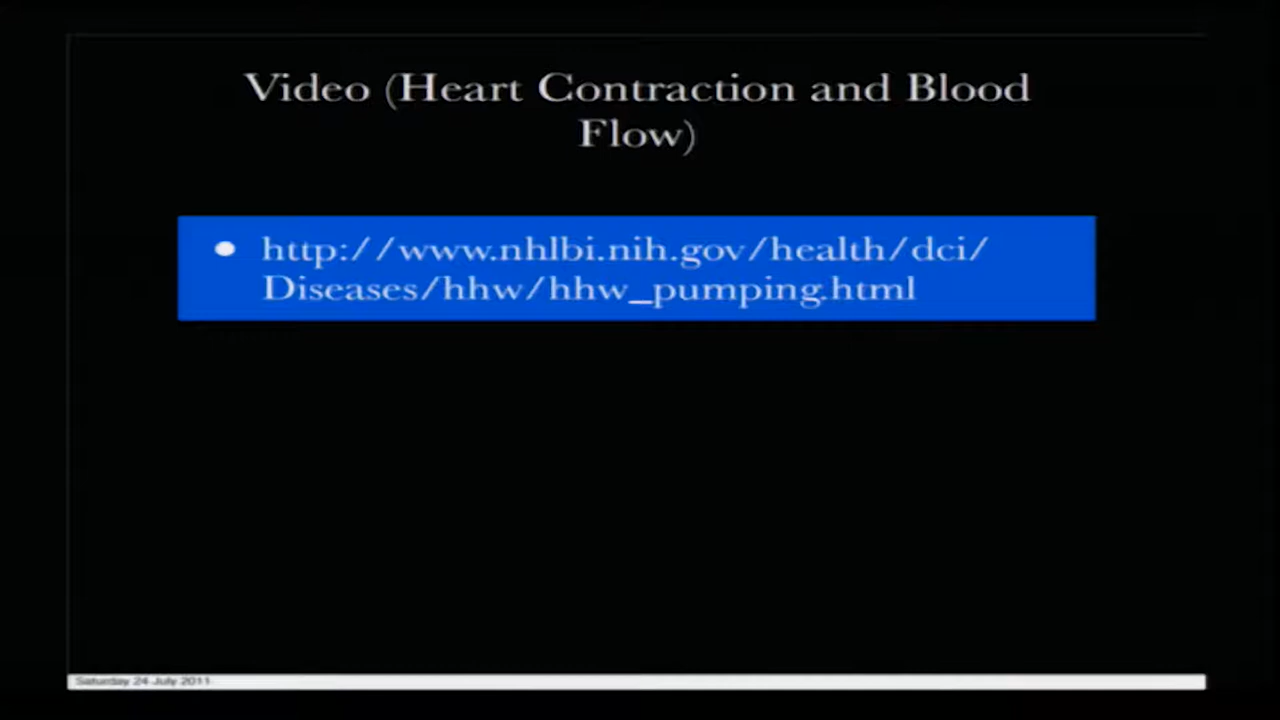 Video (Heart Contraction and Blood
Flow)
• http://www.nhlbi.nih.gov/health/dci/
Diseases/hhw/hhw_pumping.html
Saturday 24 July 2011